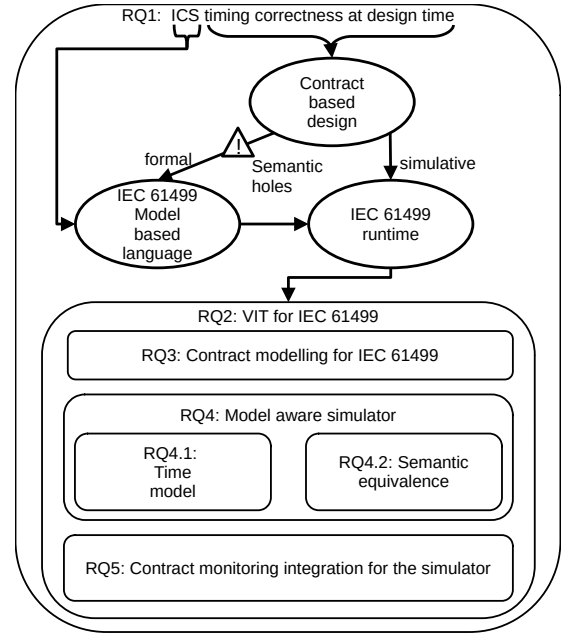 RQ1: ICS timing correctness at design time
Contract
based
design
!
formal
Semantic
holes
simulative
IEC 61499
Model
based
language
IEC 61499
runtime
RQ2: VIT for IEC 61499
RQ3: Contract modelling for IEC 61499
RQ4: Model aware simulator
RQ4.1:
Time
model
RQ4.2: Semantic
equivalence
RQ5: Contract monitoring integration for the simulator